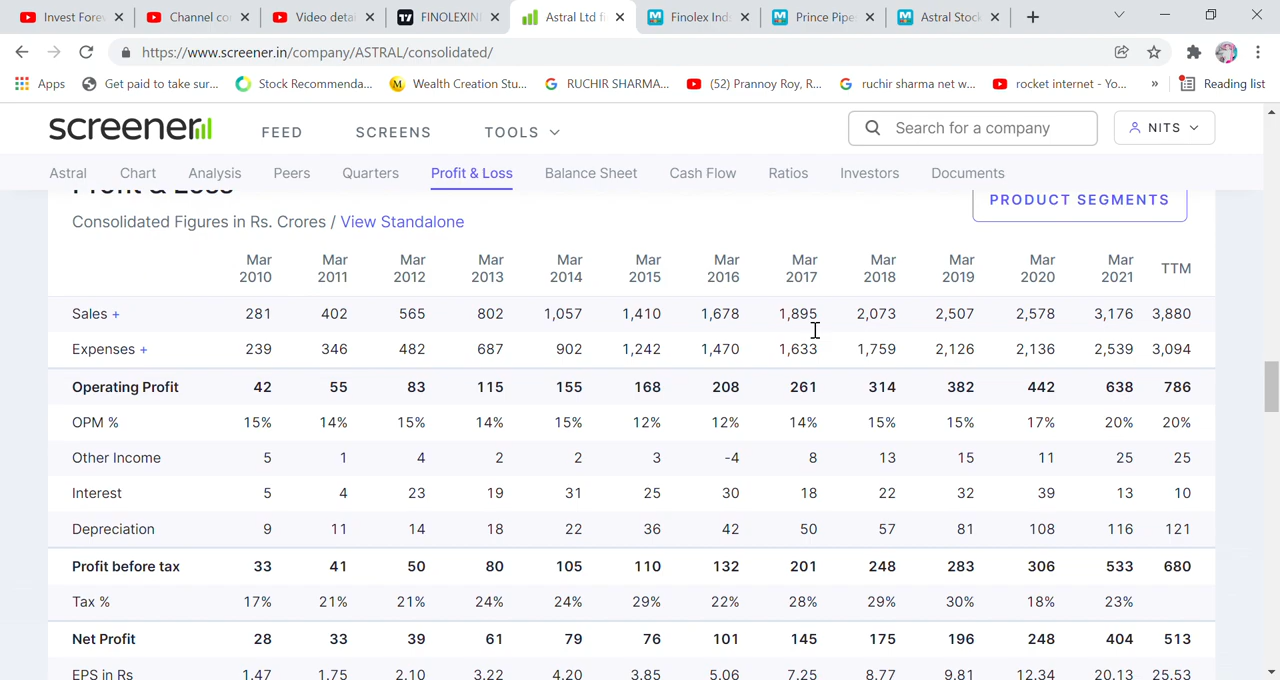 Invest Fore
Channel co
Video detai
FINOLEXIN
Astral Ltd f
Finolex Ind
Prince Pipe
Astral Stock
https://www.screener.in/company/ASTRAL/consolidated/
Apps Get paid to take sur... Stock Recommenda... Wealth Creation Stu... RUCHIR SHARMA... (52) Prannoy Roy, R... ruchir sharma net w... rocket internet - Yo... » Reading list
screener FEED SCREENS TOOLS Search for a company NITS
Astral Chart Analysis Peers Quarters Profit & Loss Balance Sheet Cash Flow Ratios Investors Documents
Profit & Loss
PRODUCT SEGMENTS
Consolidated Figures in Rs. Crores / View Standalone
Mar Mar Mar Mar Mar Mar Mar Mar Mar Mar Mar Mar
2010 2011 2012 2013 2014 2015 2016 2017 2018 2019 2020 2021 TTM
Sales + 281 402 565 802 1,057 1,410 1,678 1,895 2,073 2,507 2,578 3,176 3,880
Expenses + 239 346 482 687 902 1,242 1,470 1,633 1,759 2,126 2,136 2,539 3,094
Operating Profit 42 55 83 115 155 168 208 261 314 382 442 638 786
OPM % 15% 14% 15% 14% 15% 12% 12% 14% 15% 15% 17% 20% 20%
Other Income 5 1 4 2 2 3 -4 8 13 15 11 25 25
Interest 5 4 23 19 31 25 30 18 22 32 39 13 10
Depreciation 9 11 14 18 22 36 42 50 57 81 108 116 121
Profit before tax 33 41 50 80 105 110 132 201 248 283 306 533 680
Tax % 17% 21% 21% 24% 24% 29% 22% 28% 29% 30% 18% 23%
Net Profit 28 33 39 61 79 76 101 145 175 196 248 404 513
EPS in Rs 1.47 1.75 2.10 3.22 4.20 3.85 5.06 7.25 8.77 9.81 12.34 20.13 25.53